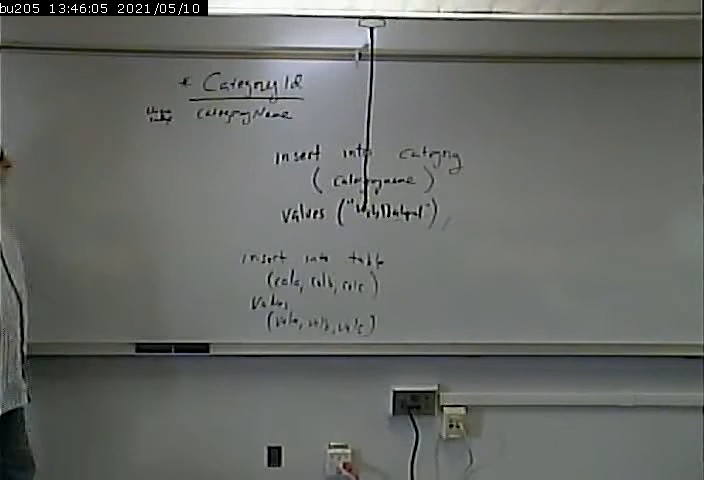 bu205 13:46:05 2021/05/10
* CategoryId
CategoryName
insert into category
(categoryname)
values ("
insert into table
(cola, colb, colc)
values
(vala, valb, valc)